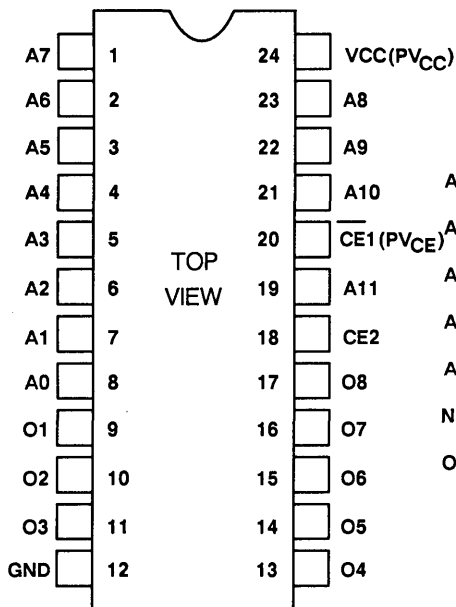 A7 1 24 VCC(PVCC)
A6 2 23 A8
A5 3 22 A9
A4 4 21 A10
A
A3 5 20 CE1(PVCE)
A
TOP
VIEW
A2 6 19 A11
A
A1 7 18 CE2
A
A0 8 17 O8
A
O1 9 16 O7
N
O2 10 15 O6
O
O3 11 14 O5
GND 12 13 O4